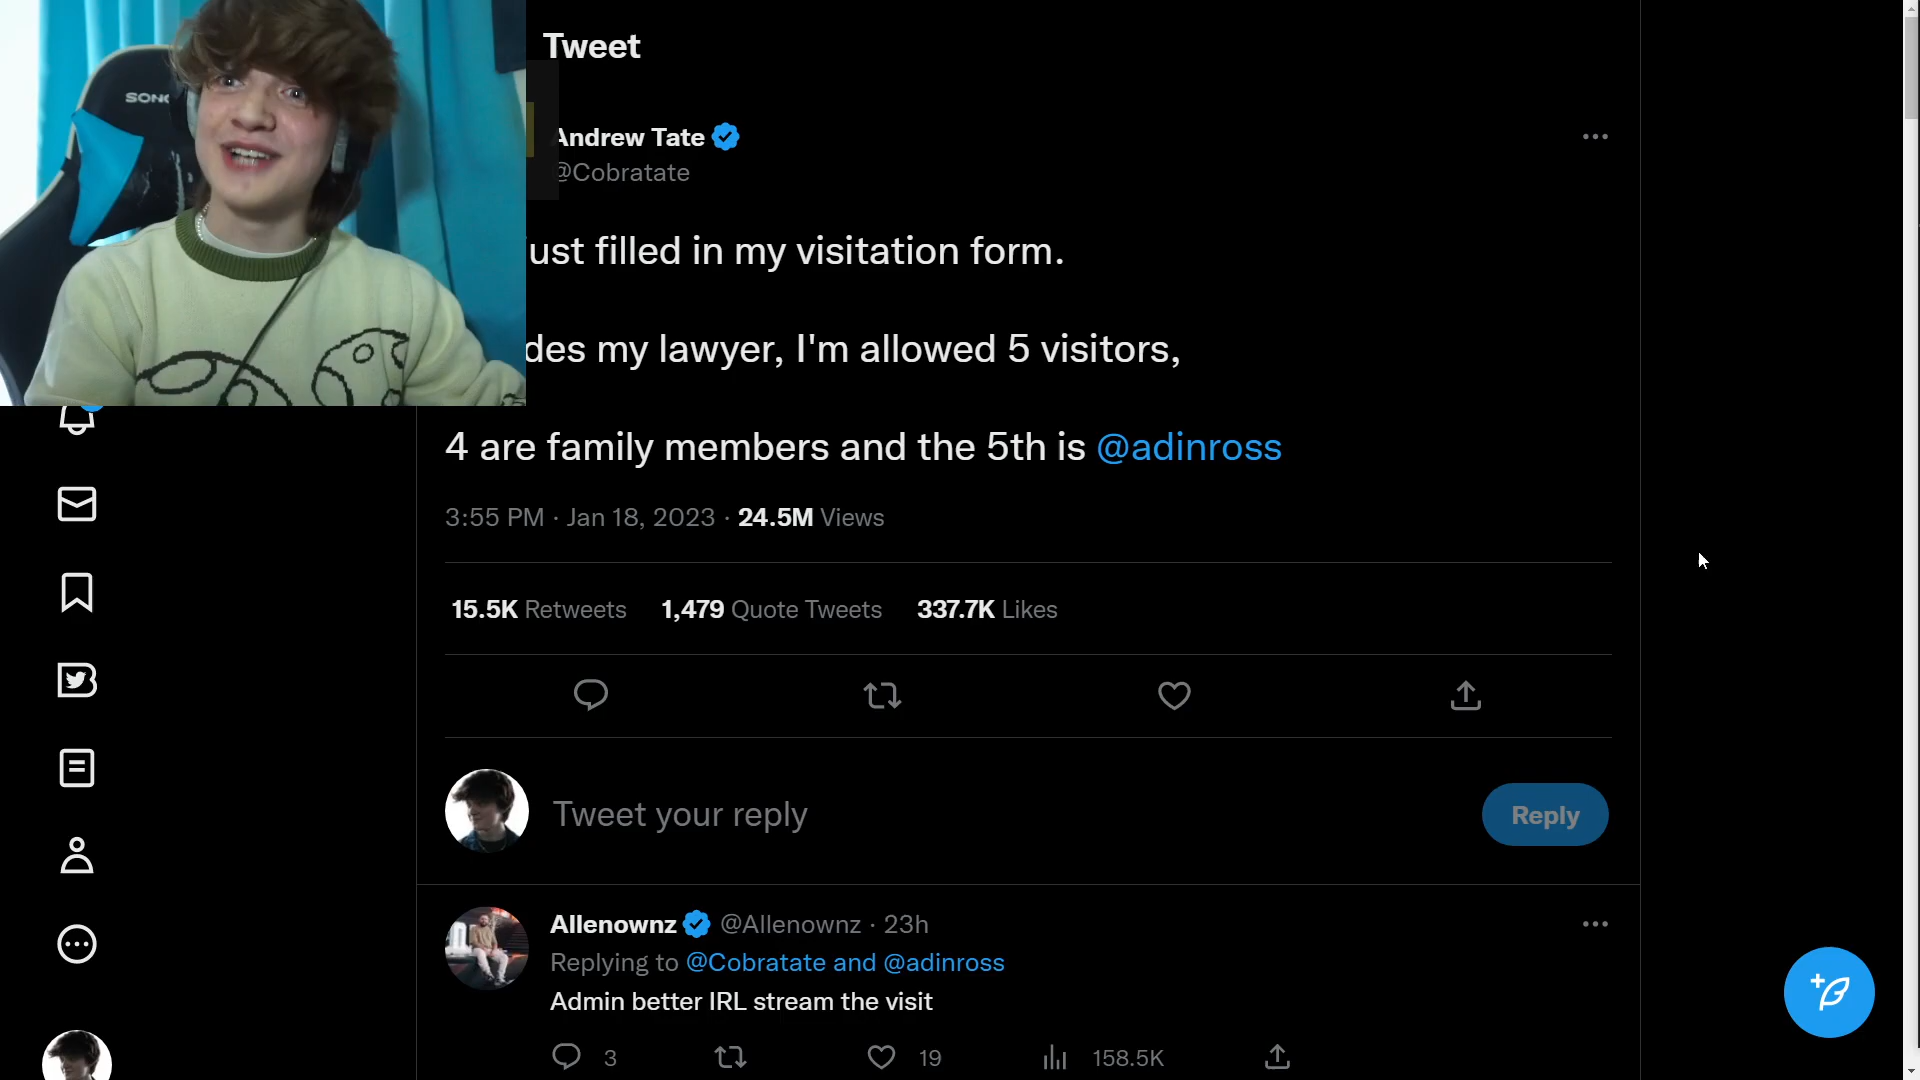 Tweet
SONG
Andrew Tate
@Cobratate
ust filled in my visitation form.
des my lawyer, I'm allowed 5 visitors,
4 are family members and the 5th is @adinross
3:55 PM · Jan 18, 2023 · 24.5M Views
15.5K Retweets 1,479 Quote Tweets 337.7K Likes
Tweet your reply
Reply
Allenownz @Allenownz · 23h
Replying to @Cobratate and @adinross
Admin better IRL stream the visit
3 19 158.5K